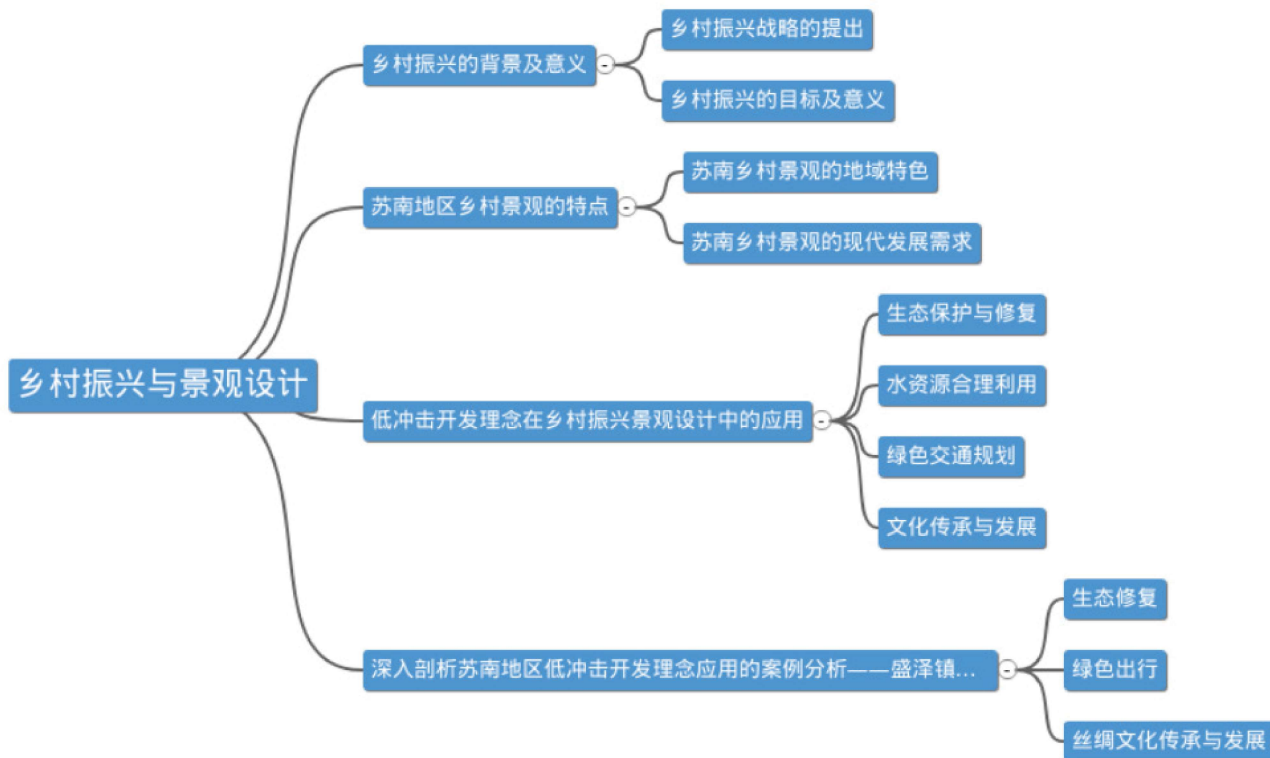 乡村振兴与景观设计
乡村振兴的背景及意义
乡村振兴战略的提出
乡村振兴的目标及意义
苏南地区乡村景观的特点
苏南乡村景观的地域特色
苏南乡村景观的现代发展需求
低冲击开发理念在乡村振兴景观设计中的应用
生态保护与修复
水资源合理利用
绿色交通规划
文化传承与发展
深入剖析苏南地区低冲击开发理念应用的案例分析——盛泽镇...
生态修复
绿色出行
丝绸文化传承与发展